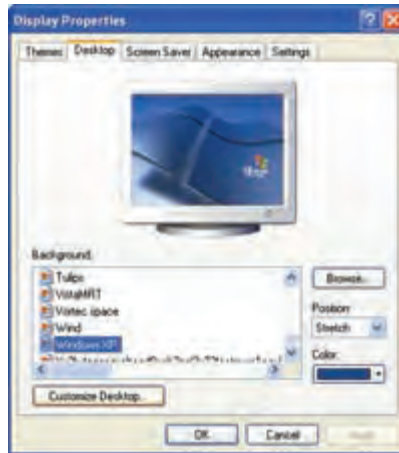 Display Properties
Themes Desktop Screen Saver Appearance Settings
Background:
Tulips
VistaMRT
Vortec space
Wind
Windows XP
Browse...
Position:
Stretch
Color:
Customize Desktop...
OK Cancel Apply